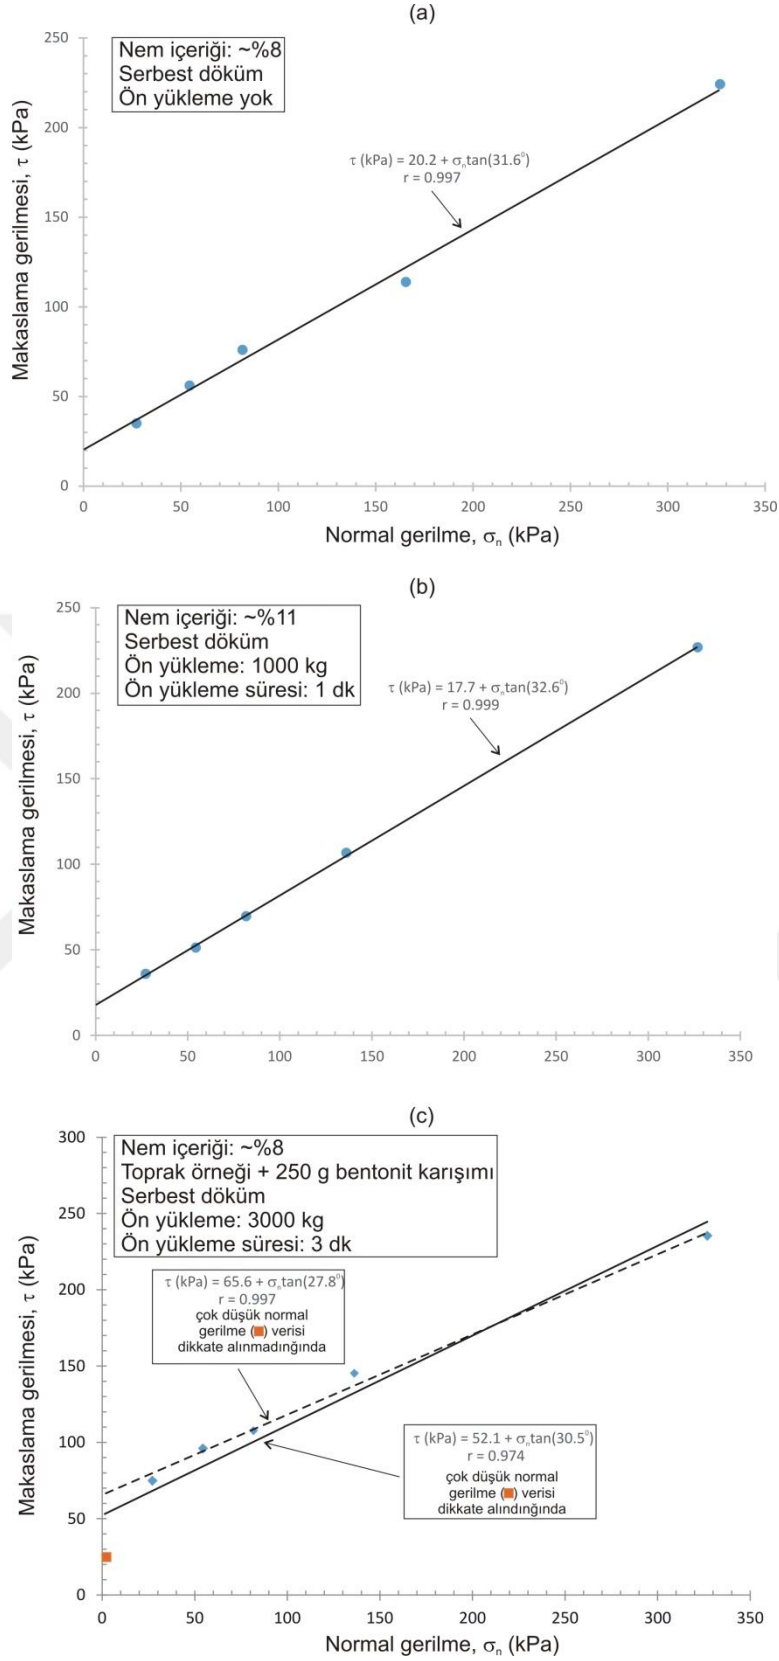 (a)
250
200
150
100
50
0
Makaslama gerilmesi, τ (kPa)
Nem içeriği: ~%8
Serbest döküm
Ön yükleme yok
τ (kPa) = 20.2 + σₙtan(31.6⁰)
r = 0.997
0 50 100 150 200 250 300 350
Normal gerilme, σₙ (kPa)
(b)
250
200
150
100
50
0
Makaslama gerilmesi, τ (kPa)
Nem içeriği: ~%11
Serbest döküm
Ön yükleme: 1000 kg
Ön yükleme süresi: 1 dk
τ (kPa) = 17.7 + σₙtan(32.6⁰)
r = 0.999
0 50 100 150 200 250 300 350
(c)
300
250
200
150
100
50
0
Makaslama gerilmesi, τ (kPa)
Nem içeriği: ~%8
Toprak örneği + 250 g bentonit karışımı
Serbest döküm
Ön yükleme: 3000 kg
Ön yükleme süresi: 3 dk
τ (kPa) = 65.6 + σₙtan(27.8⁰)
r = 0.997
çok düşük normal
gerilme (■) verisi
dikkate alınmadınğında
τ (kPa) = 52.1 + σₙtan(30.5⁰)
r = 0.974
çok düşük normal
gerilme (■) verisi
dikkate alındınğında
0 50 100 150 200 250 300 350
Normal gerilme, σₙ (kPa)